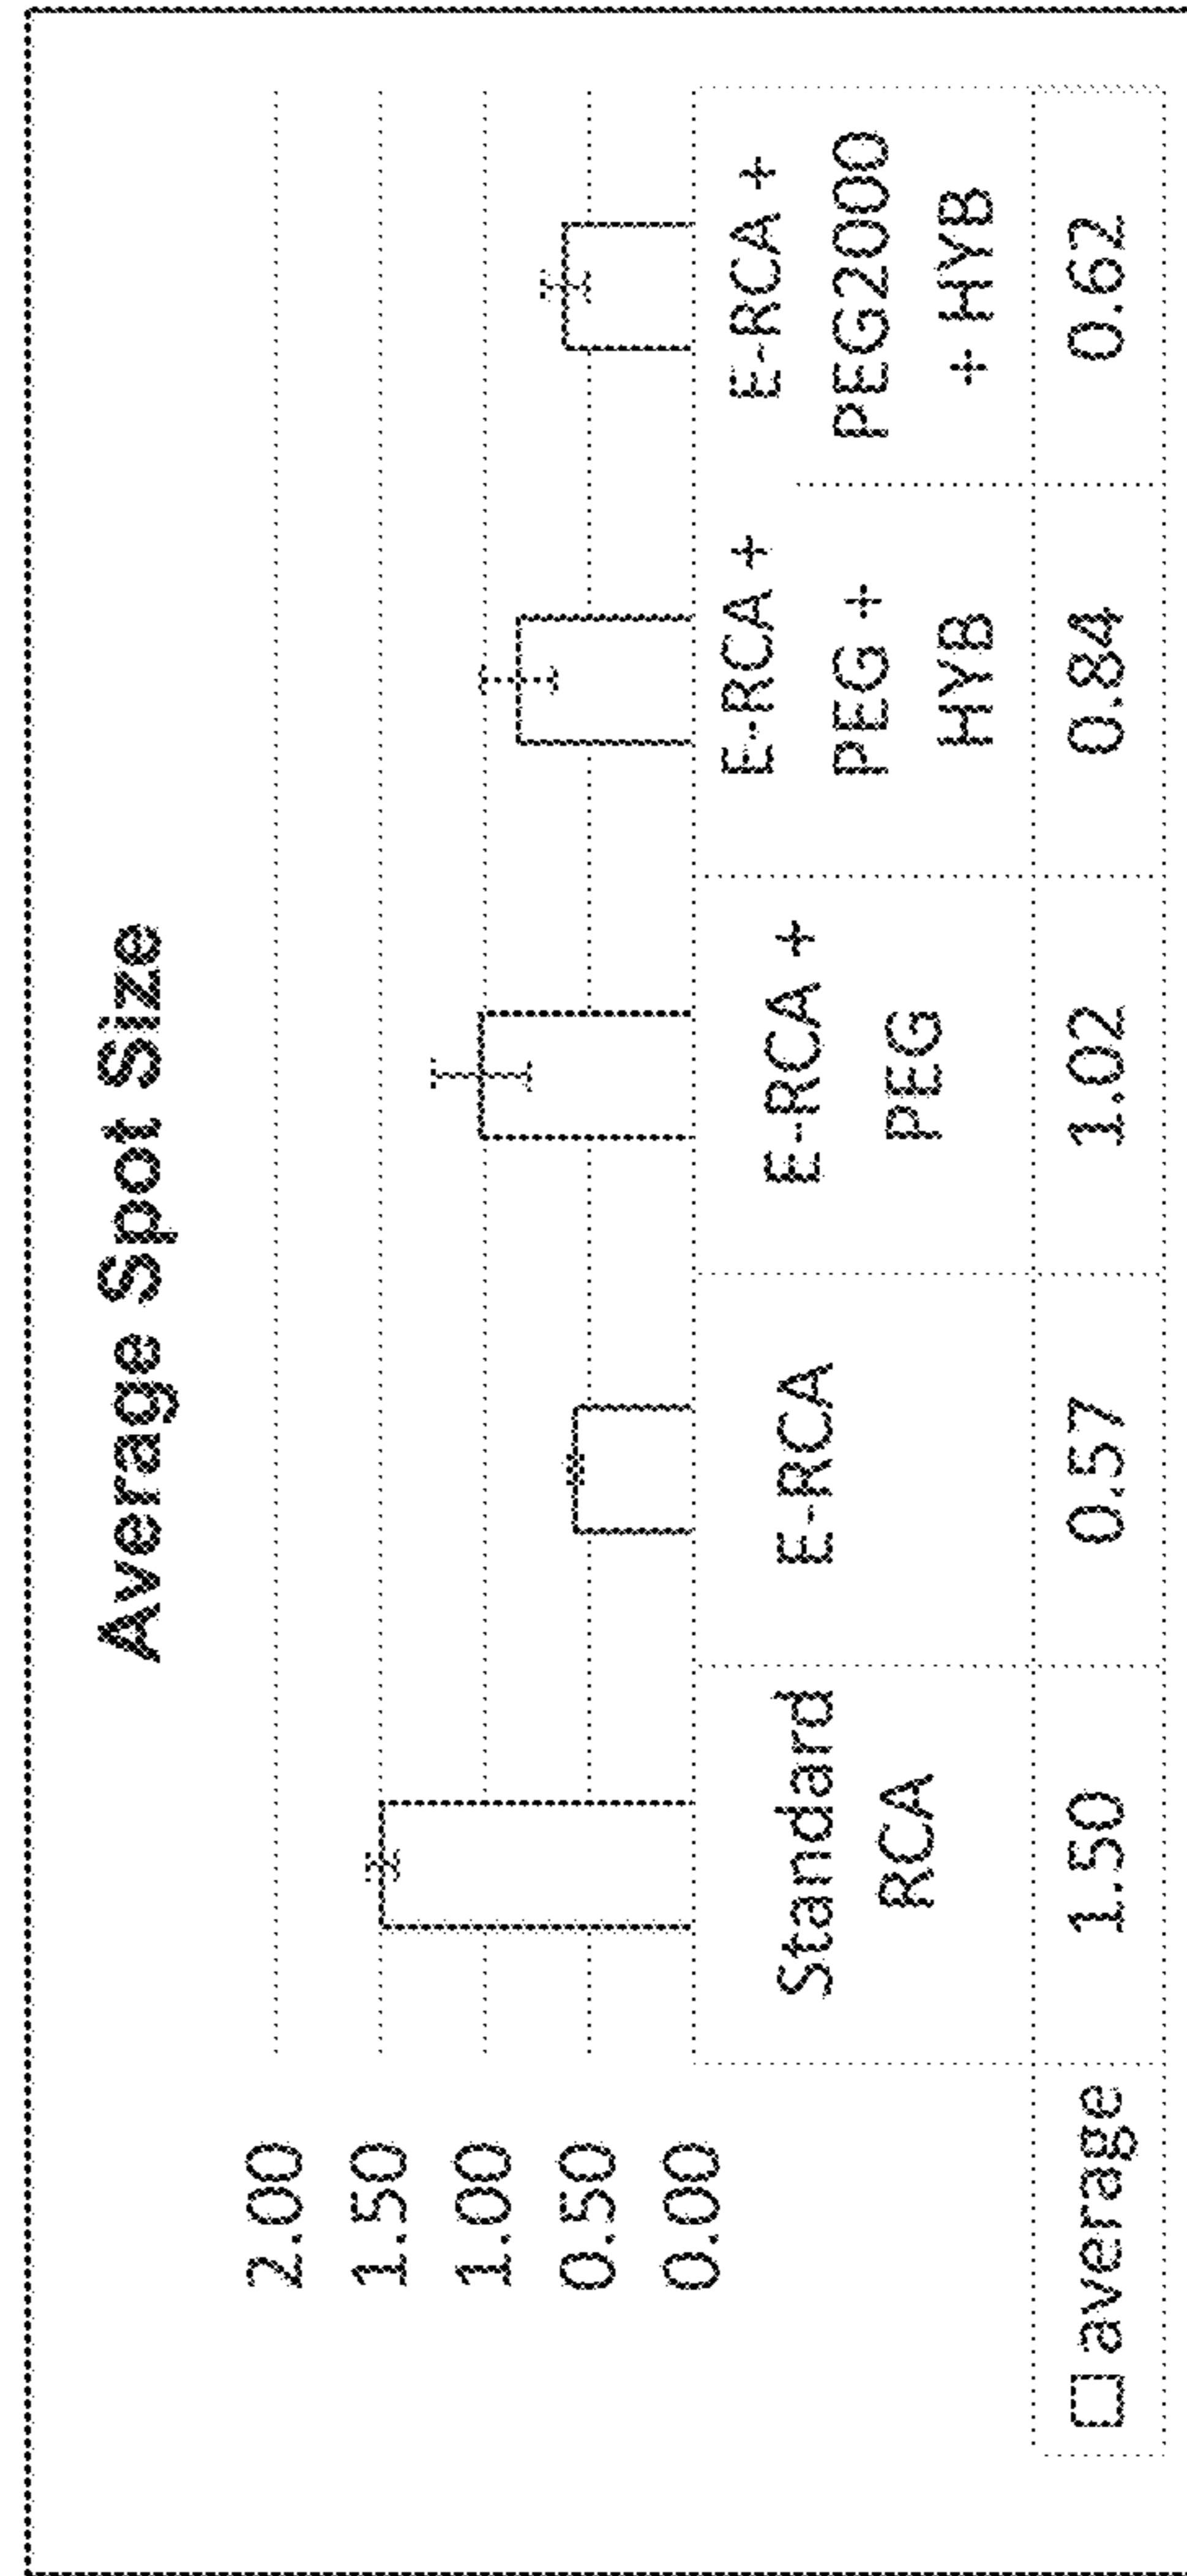 Average Spot Size
2.00
1.50
1.00
0.50
0.00
Standard
RCA
E-RCA
E-RCA +
PEG
E-RCA +
PEG +
HYB
E-RCA +
PEG2000
+ HYB
average
1.50
0.57
1.02
0.84
0.62